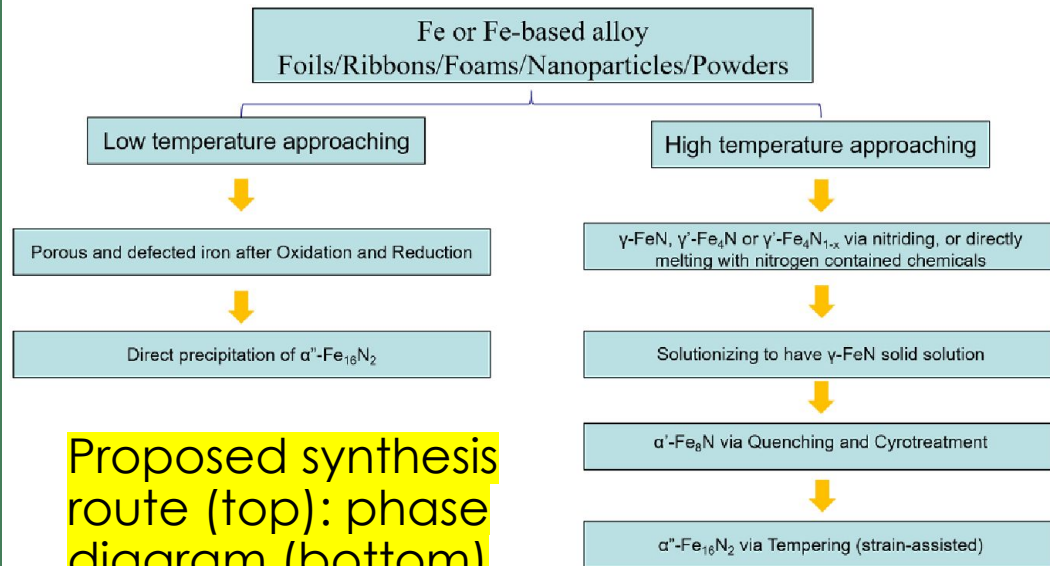 Fe or Fe-based alloy
Foils/Ribbons/Foams/Nanoparticles/Powders
Low temperature approaching
Porous and defected iron after Oxidation and Reduction
Direct precipitation of α”-Fe₁₆N₂
High temperature approaching
γ-FeN, γ’-Fe₄N or γ’-Fe₄N₁₋ₓ via nitriding, or directly
melting with nitrogen contained chemicals
Solutionizing to have γ-FeN solid solution
α’-Fe₈N via Quenching and Cyrotreatment
α”-Fe₁₆N₂ via Tempering (strain-assisted)
Proposed synthesis
route (top): phase
diagram (bottom)